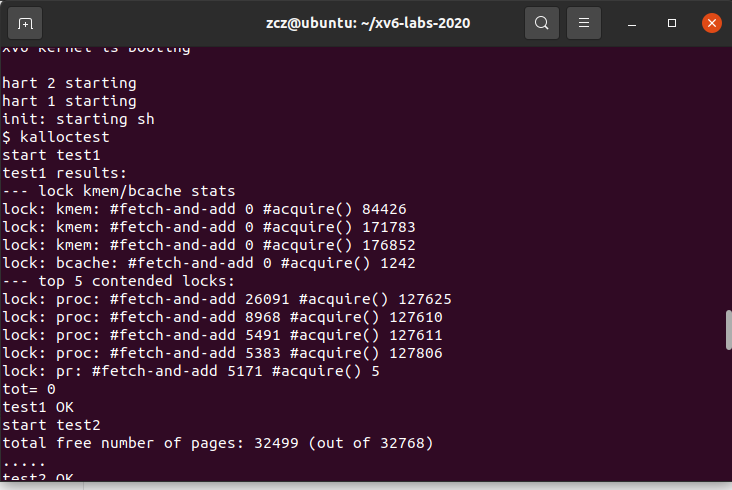 zcz@ubuntu: ~/xv6-labs-2020
xv6 kernel is booting
hart 2 starting
hart 1 starting
init: starting sh
$ kalloctest
start test1
test1 results:
--- lock kmem/bcache stats
lock: kmem: #fetch-and-add 0 #acquire() 84426
lock: kmem: #fetch-and-add 0 #acquire() 171783
lock: kmem: #fetch-and-add 0 #acquire() 176852
lock: bcache: #fetch-and-add 0 #acquire() 1242
--- top 5 contended locks:
lock: proc: #fetch-and-add 26091 #acquire() 127625
lock: proc: #fetch-and-add 8968 #acquire() 127610
lock: proc: #fetch-and-add 5491 #acquire() 127611
lock: proc: #fetch-and-add 5383 #acquire() 127806
lock: pr: #fetch-and-add 5171 #acquire() 5
tot= 0
test1 OK
start test2
total free number of pages: 32499 (out of 32768)
.....
test2 OK